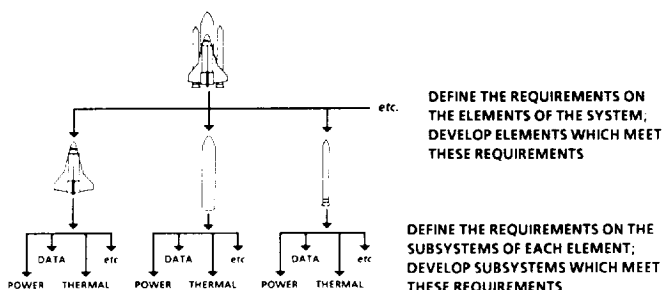 etc.
DEFINE THE REQUIREMENTS ON
THE ELEMENTS OF THE SYSTEM;
DEVELOP ELEMENTS WHICH MEET
THESE REQUIREMENTS
DATA etc
POWER THERMAL
DATA etc
POWER THERMAL
DATA etc
POWER THERMAL
DEFINE THE REQUIREMENTS ON THE
SUBSYSTEMS OF EACH ELEMENT;
DEVELOP SUBSYSTEMS WHICH MEET
THESE REQUIREMENTS